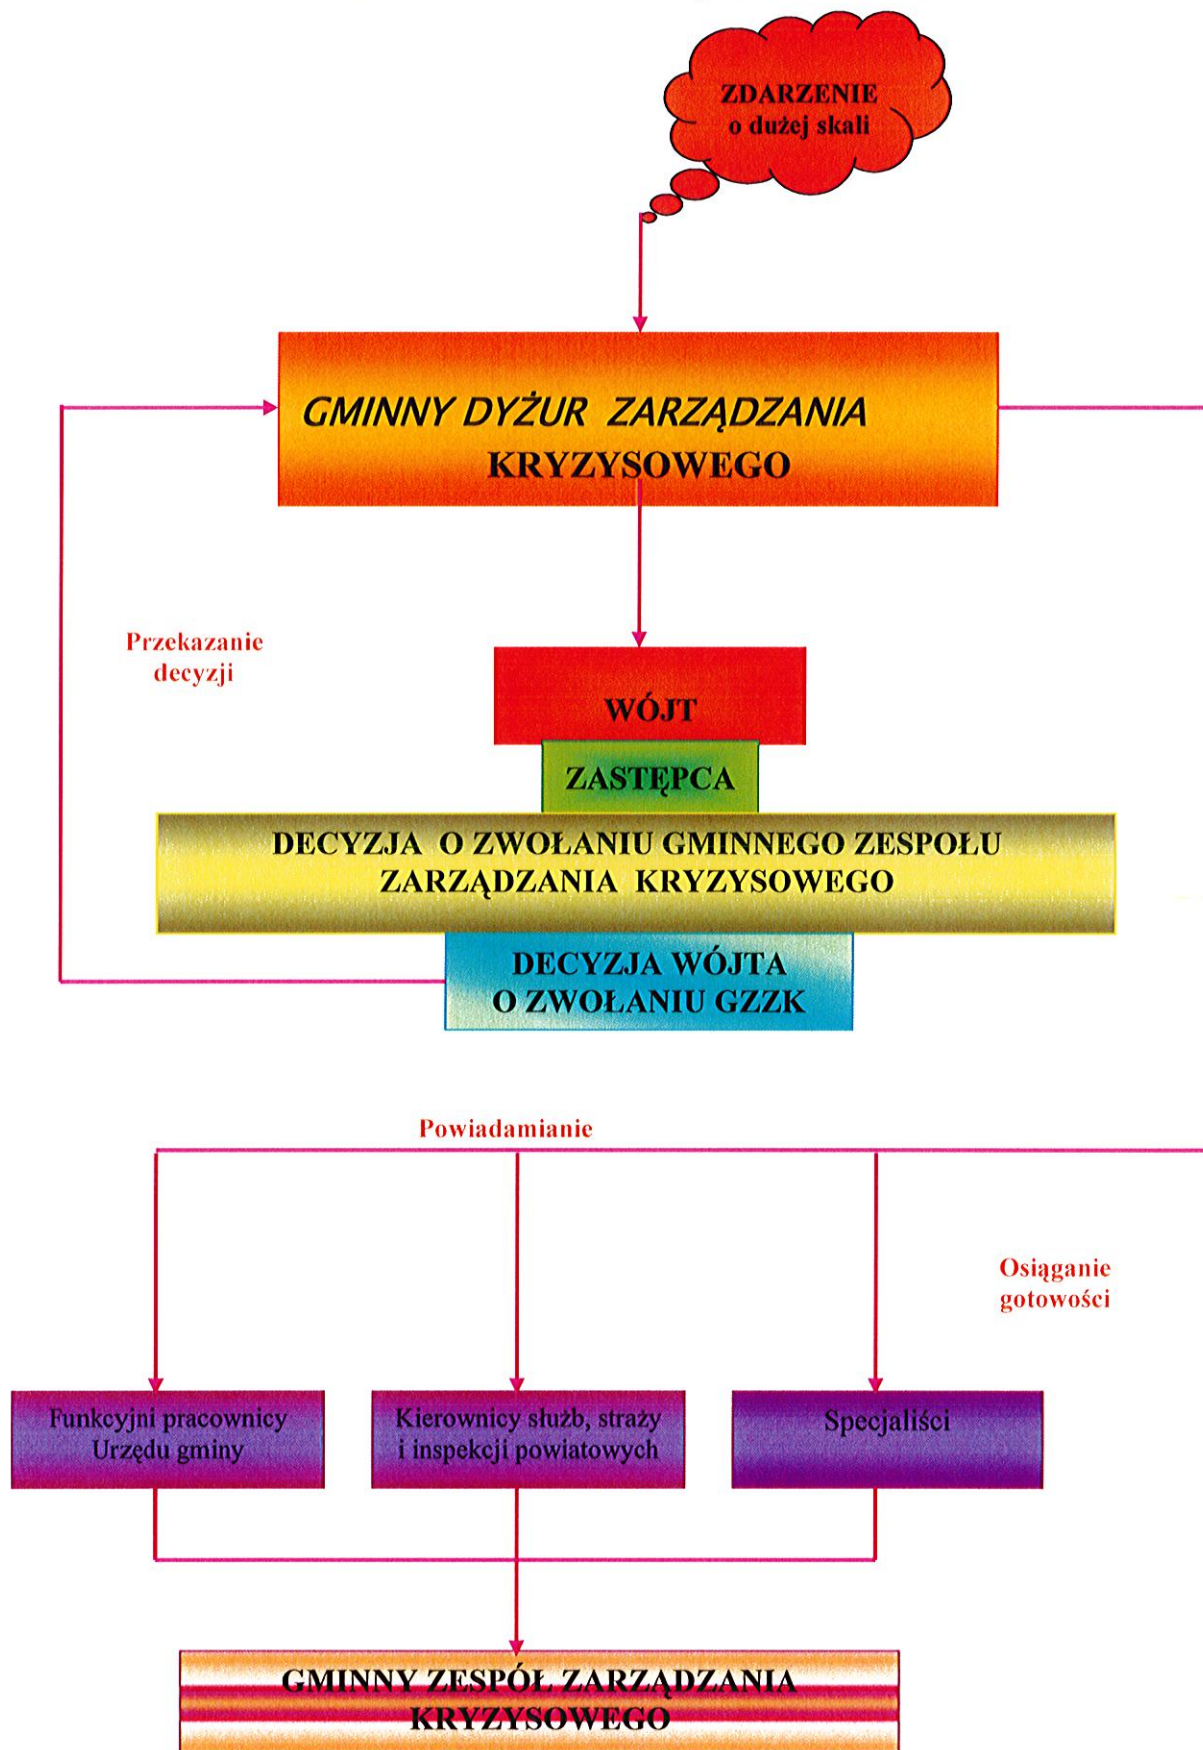 ZDARZENIE
o dużej skali
GMINNY DYŻUR ZARZĄDZANIA
KRYZYSOWEGO
Przekazanie
decyzji
WÓJT
ZASTĘPCA
DECYZJA O ZWOŁANIU GMINNEGO ZESPOŁU
ZARZĄDZANIA KRYZYSOWEGO
DECYZJA WÓJTA
O ZWOŁANIU GZZK
Powiadamianie
Osiąganie
gotowości
Funkcyjni pracownicy
Urzędu gminy
Kierownicy służb, straży
i inspekcji powiatowych
Specjaliści
GMINNY ZESPÓŁ ZARZĄDZANIA
KRYZYSOWEGO